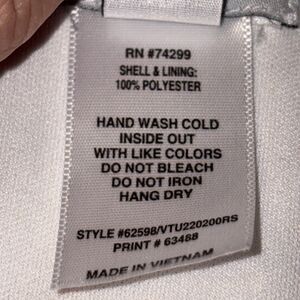 RN #74299
SHELL & LINING:
100% POLYESTER
HAND WASH COLD
INSIDE OUT
WITH LIKE COLORS
DO NOT BLEACH
DO NOT IRON
HANG DRY
STYLE #62598/VTU220200RS
PRINT # 63488
MADE IN VIETNAM